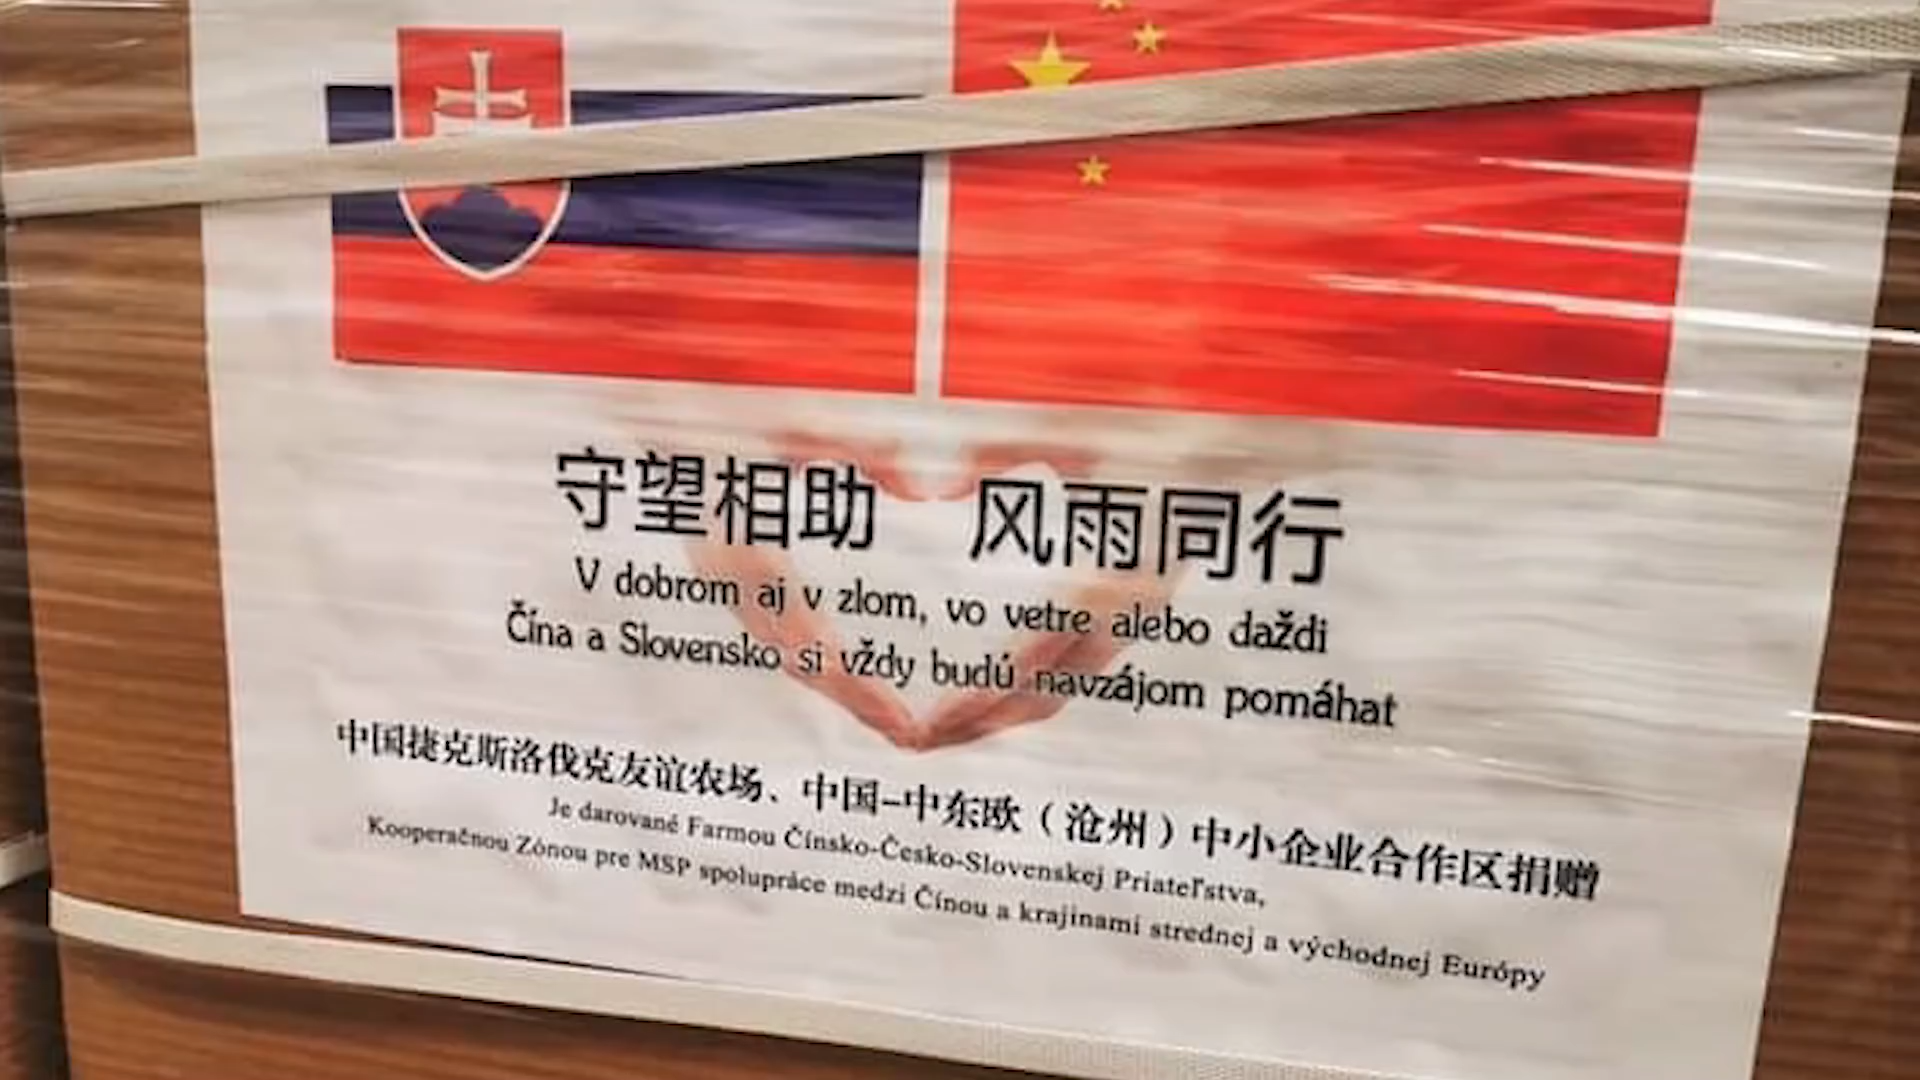 守望相助 风雨同行
V dobrom aj v zlom, vo vetre alebo daždi
Čína a Slovensko si vždy budú navzájom pomáhat
中国捷克斯洛伐克友谊农场、中国-中东欧（沧州）中小企业合作区捐赠
Je darované Farmou Čínsko-Česko-Slovenskej Priateľstva,
Kooperačnou Zónou pre MSP spolupráce medzi Čínou a krajinami strednej a východnej Európy